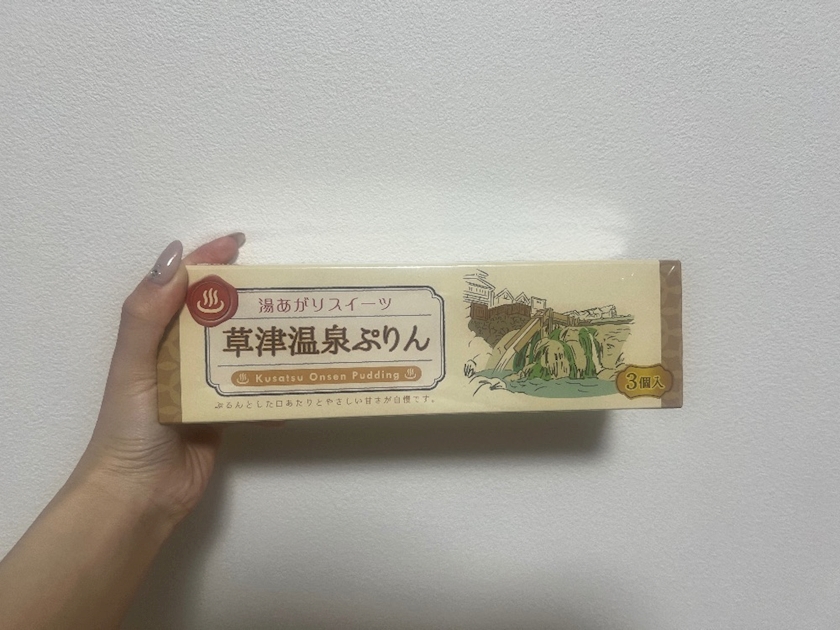 湯あがりスイーツ
草津温泉ぷりん
Kusatsu Onsen Pudding
ぷるんとした口あたりとやさしい甘さが自慢です。
3個入